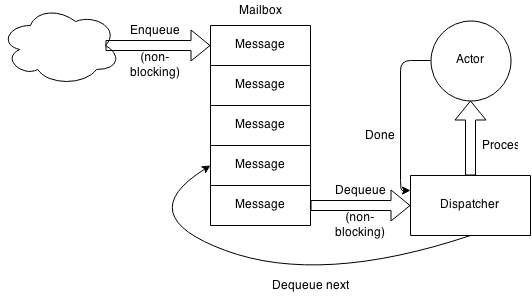 Mailbox
Enqueue
(non-
blocking)
Message
Message
Message
Message
Message
Actor
Done
Proces
Dequeue
(non-
blocking)
Dispatcher
Dequeue next